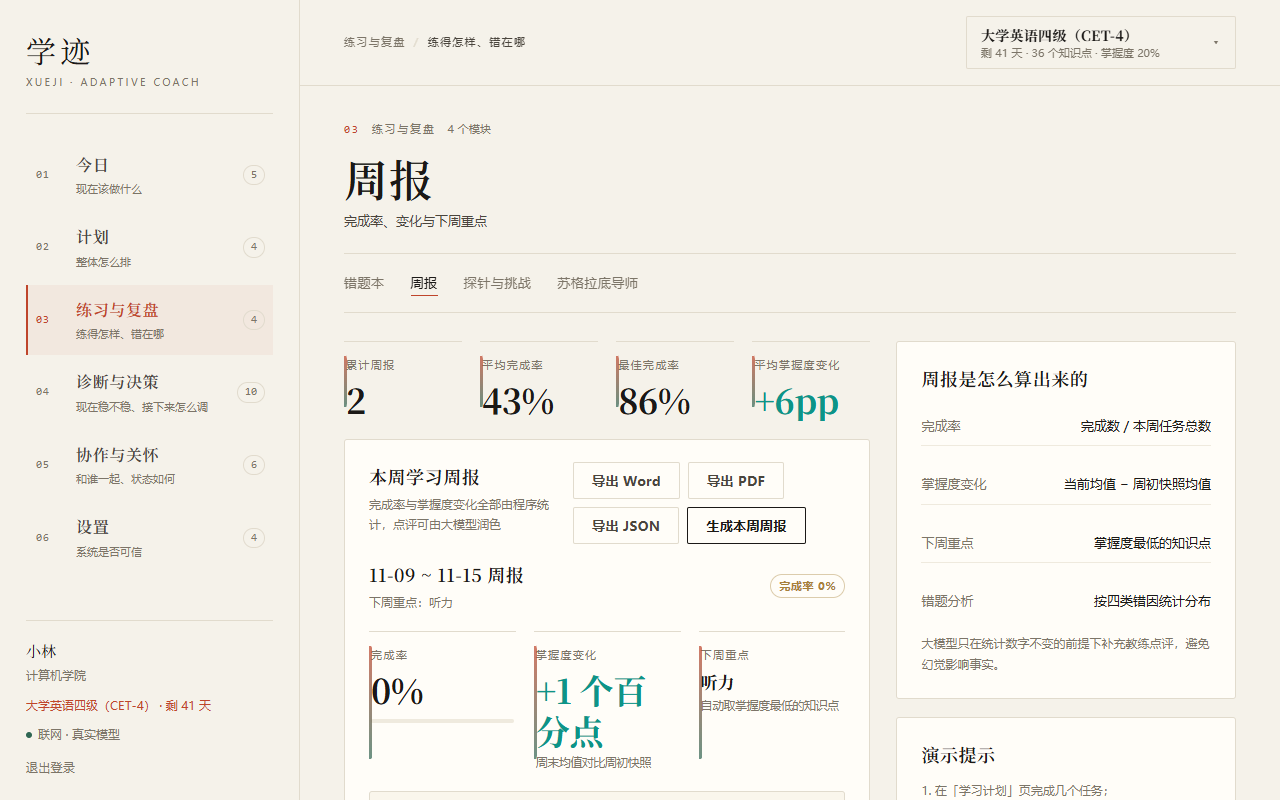 学迹
XUEJI · ADAPTIVE COACH
01 今日 5
现在该做什么
02 计划 4
整体怎么排
03 练习与复盘 4
练得怎样、错在哪
04 诊断与决策 10
现在稳不稳、接下来怎么调
05 协作与关怀 6
和谁一起、状态如何
06 设置 4
系统是否可信
小林
计算机学院
大学英语四级（CET-4） · 剩 41 天
联网 · 真实模型
退出登录
练习与复盘 / 练得怎样、错在哪
大学英语四级（CET-4）
剩 41 天 · 36 个知识点 · 掌握度 20%
03 练习与复盘 4 个模块
周报
完成率、变化与下周重点
错题本 周报 探针与挑战 苏格拉底导师
累计周报
2
平均完成率
43%
最佳完成率
86%
平均掌握度变化
+6pp
本周学习周报
完成率与掌握度变化全部由程序统
计，点评可由大模型润色
导出 Word 导出 PDF
导出 JSON 生成本周周报
11-09 ~ 11-15 周报
下周重点：听力
完成率 0%
完成率
0%
掌握度变化
+1 个百
分点
周末均值对比周初快照
下周重点
听力
自动取掌握度最低的知识点
周报是怎么算出来的
完成率 完成数 / 本周任务总数
掌握度变化 当前均值 − 周初快照均值
下周重点 掌握度最低的知识点
错题分析 按四类错因统计分布
大模型只在统计数字不变的前提下补充教练点评，避免
幻觉影响事实。
演示提示
1. 在「学习计划」页完成几个任务；